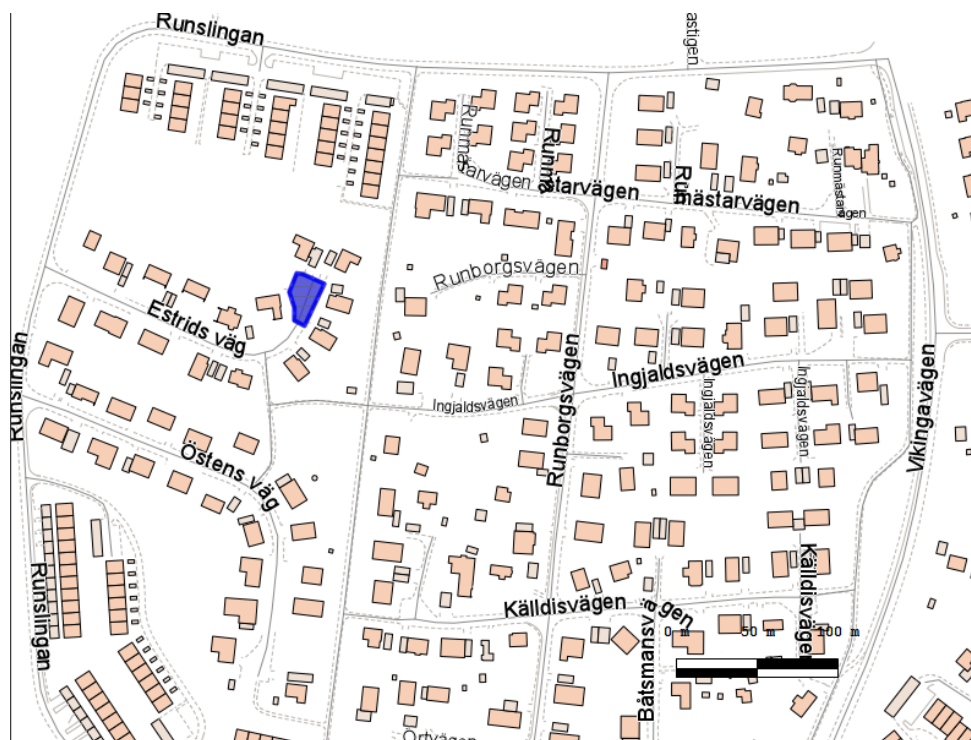 Runslingan
astigen
Runmästarvägen
Runmästarvägen
Runmästarvägen
Runborgsvägen
Estrids väg
Runslingan
Runborgsvägen
Ingjaldsvägen
Ingjaldsvägen
Ingjaldsvägen
Ingjaldsvägen
Vikingavägen
Östens väg
Runslingan
Källdisvägen
Källdisvägen
Båtsmansvägen
0 m 50 m 100 m
Örtvägen